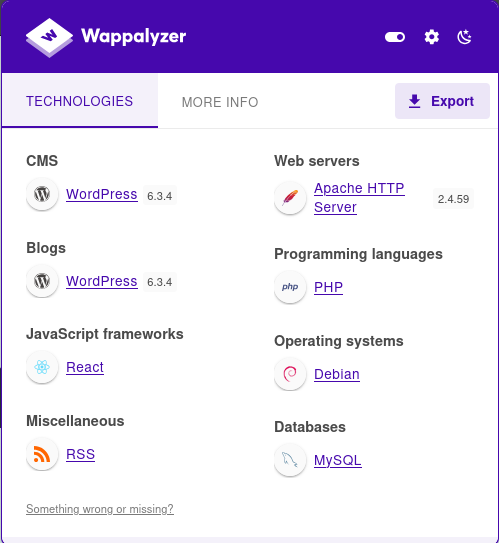 Wappalyzer
TECHNOLOGIES
MORE INFO
Export
CMS
WordPress 6.3.4
Blogs
WordPress 6.3.4
JavaScript frameworks
React
Miscellaneous
RSS
Something wrong or missing?
Web servers
Apache HTTP
Server
2.4.59
Programming languages
php
PHP
Operating systems
Debian
Databases
MySQL